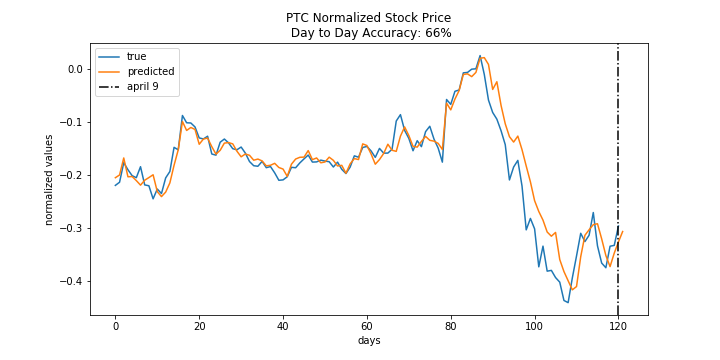 PTC Normalized Stock Price
Day to Day Accuracy: 66%
true
predicted
april 9
normalized values
0.0
−0.1
−0.2
−0.3
−0.4
0
20
40
60
80
100
120
days